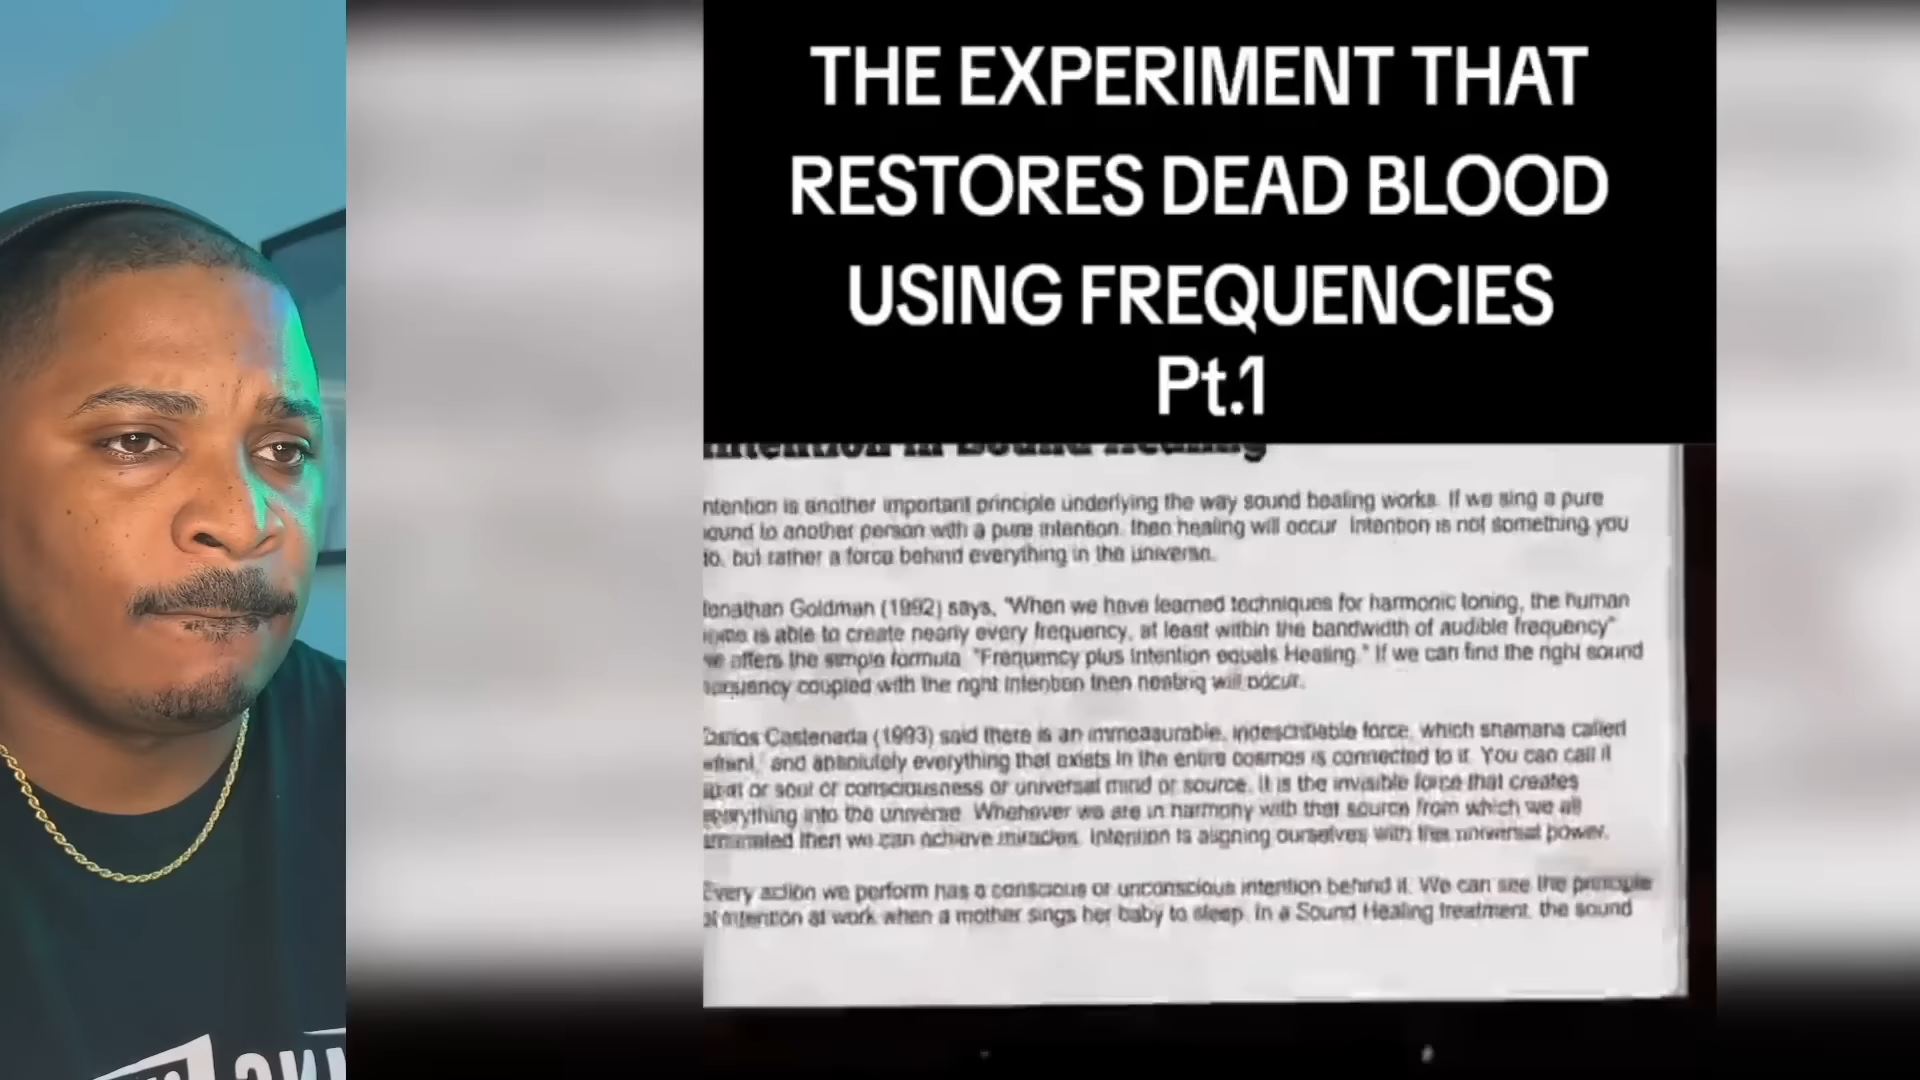 THE EXPERIMENT THAT
RESTORES DEAD BLOOD
USING FREQUENCIES
Pt.1
Intention in Sound Healing
ntention is another important principle underlying the way sound healing works. If we sing a pure
ound to another person with a pure intention, then healing will occur. Intention is not something you
do, but rather a force behind everything in the universe.
Jonathan Goldman (1992) says, "When we have learned techniques for harmonic toning, the human
is able to create nearly every frequency, at least within the bandwidth of audible frequency"
offers the simple formula "Frequency plus Intention equals Healing." If we can find the right sound
equency coupled with the right intention then healing will occur.
Carlos Casteneda (1993) said there is an immeasurable, indescribable force, which shamans called
and absolutely everything that exists in the entire cosmos is connected to it. You can call it
spirit or soul or consciousness or universal mind or source. It is the invisible force that creates
everything into the universe. Whenever we are in harmony with that source from which we all
then we can achieve miracles. Intention is aligning ourselves with this universal power.
Every action we perform has a conscious or unconscious intention behind it. We can see the principle
of intention at work when a mother sings her baby to sleep. In a Sound Healing treatment, the sound